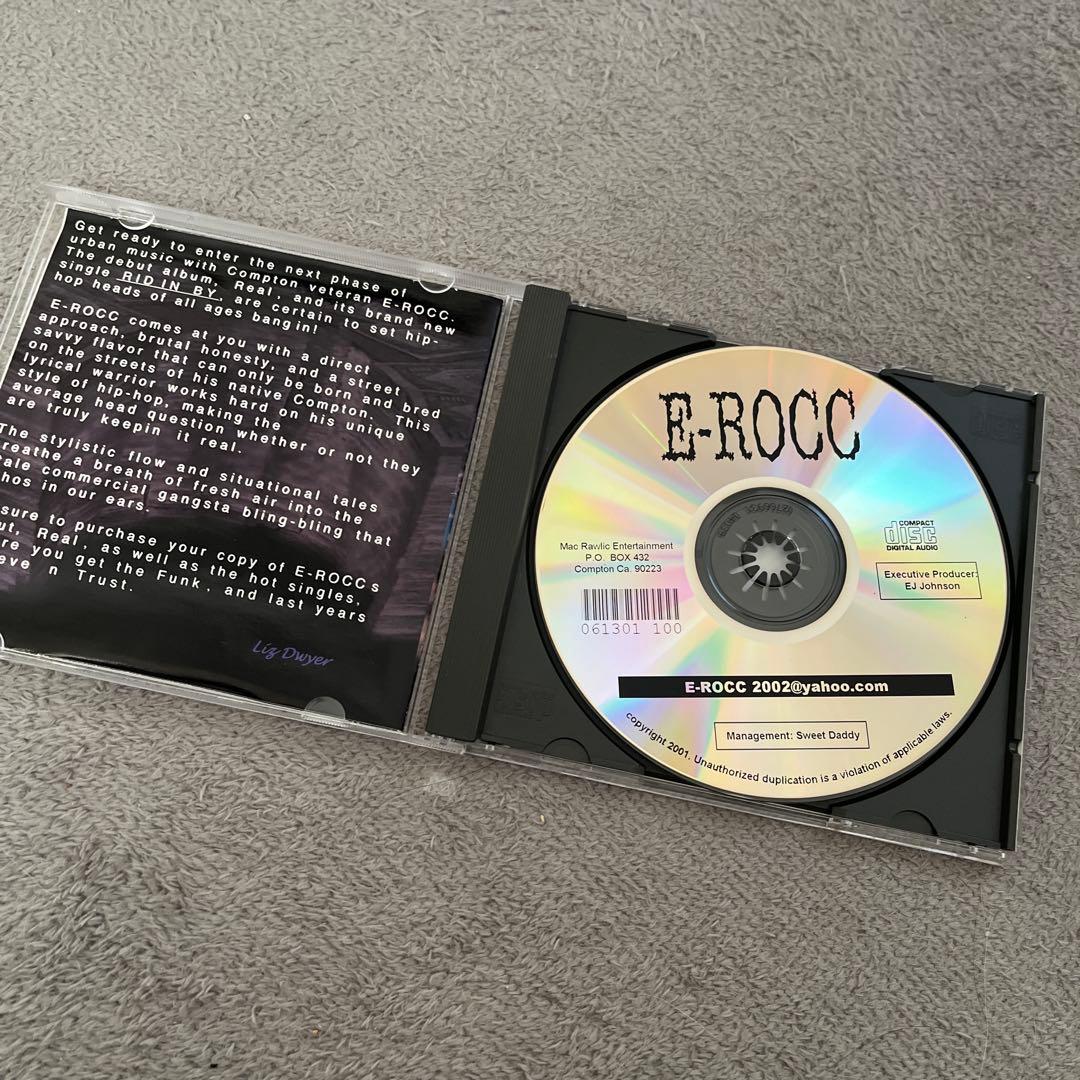 Get ready to enter the next phase of
urban music with Compton veteran E-ROCC.
The debut album, Real, and its brand new
single RIDIN BY, are certain to set hip-
hop heads of all ages bangin!
E-ROCC comes at you with a direct
approach, brutal honesty, and a street
savvy flavor that can only be born and bred
on the streets of his native Compton. This
lyrical warrior works hard on his unique
style of hip-hop, making the
average head question whether or not they
are truly keepin it real.
The stylistic flow and situational tales
breathe a breath of fresh air into the
commercial gangsta bling-bling that
in our ears.
sure to purchase your copy of E-ROCCs
Real, as well as the hot singles,
you get the Funk, and last years
n Trust.
Liz Dwyer
E-ROCC
Mac Rawlic Entertainment
P.O. BOX 432
Compton Ca. 90223
061301 100
COMPACT
disc
DIGITAL AUDIO
Executive Producer:
EJ Johnson
E-ROCC 2002@yahoo.com
Management: Sweet Daddy
copyright 2001. Unauthorized duplication is a violation of applicable laws.